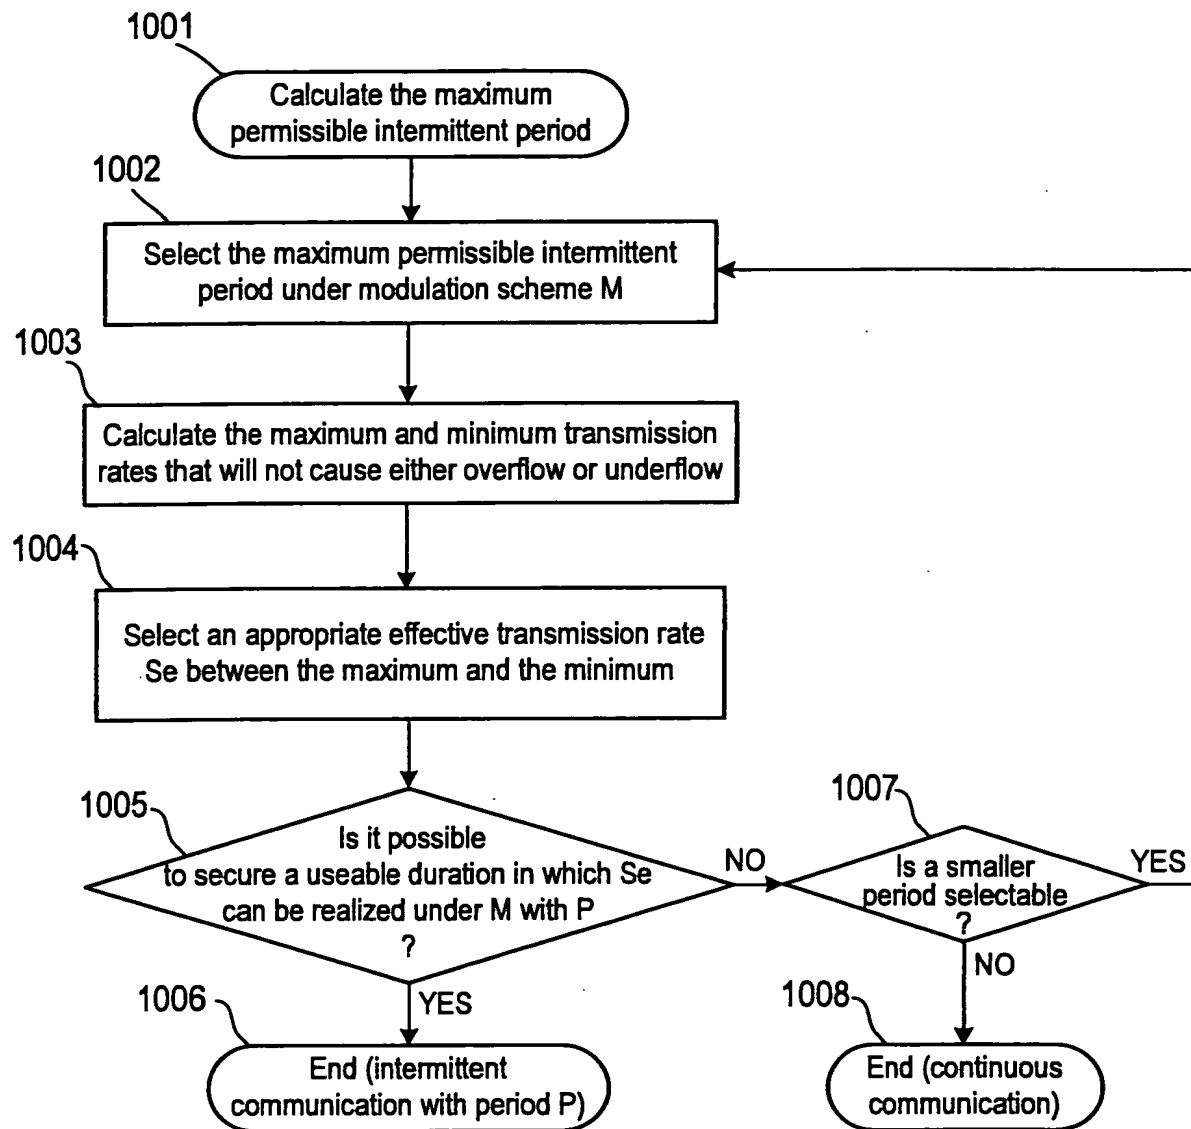 1001
Calculate the maximum
permissible intermittent period
1002
Select the maximum permissible intermittent
period under modulation scheme M
1003
Calculate the maximum and minimum transmission
rates that will not cause either overflow or underflow
1004
Select an appropriate effective transmission rate
Se between the maximum and the minimum
1005
Is it possible
to secure a useable duration in which Se
can be realized under M with P
?
NO
1007
Is a smaller
period selectable
?
YES
NO
YES
1006
End (intermittent
communication with period P)
1008
End (continuous
communication)